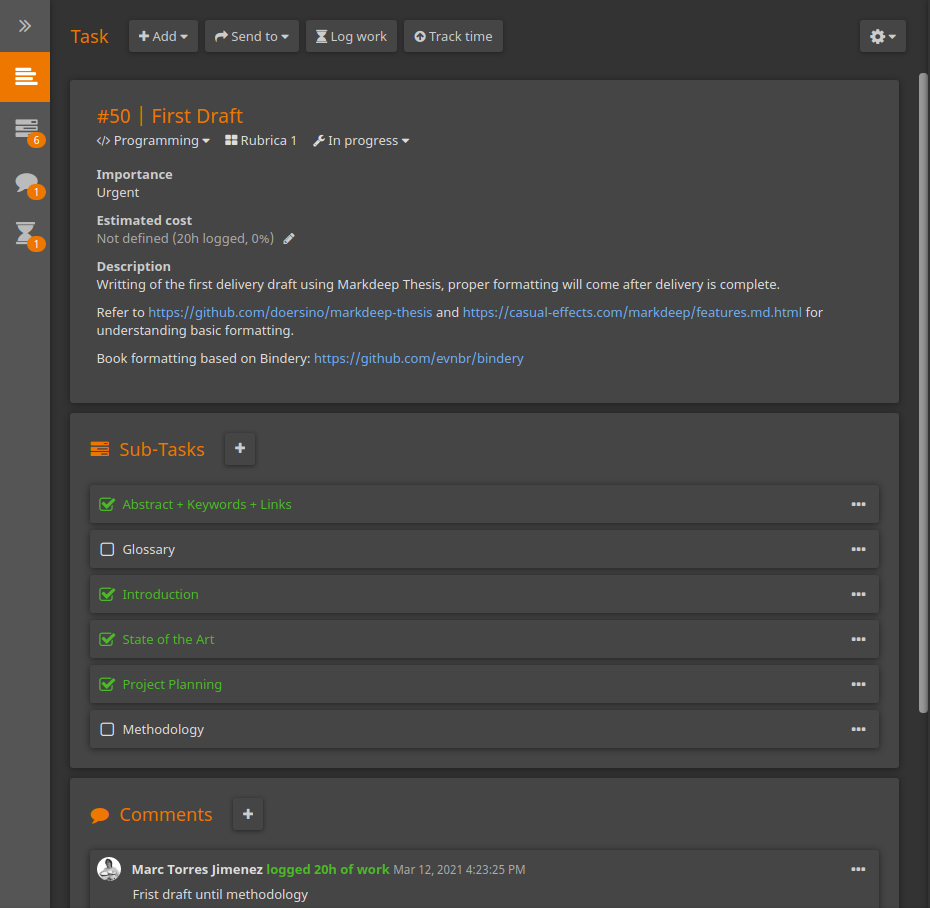 Task
Add
Send to
Log work
Track time
#50 | First Draft
</> Programming
Rubrica 1
In progress
Importance
Urgent
Estimated cost
Not defined (20h logged, 0%)
Description
Writting of the first delivery draft using Markdeep Thesis, proper formatting will come after delivery is complete.
Refer to https://github.com/doersino/markdeep-thesis and https://casual-effects.com/markdeep/features.md.html for
understanding basic formatting.
Book formatting based on Bindery: https://github.com/evnbr/bindery
6
1
1
Sub-Tasks
Abstract + Keywords + Links
Glossary
Introduction
State of the Art
Project Planning
Methodology
Comments
Marc Torres Jimenez logged 20h of work Mar 12, 2021 4:23:25 PM
Frist draft until methodology